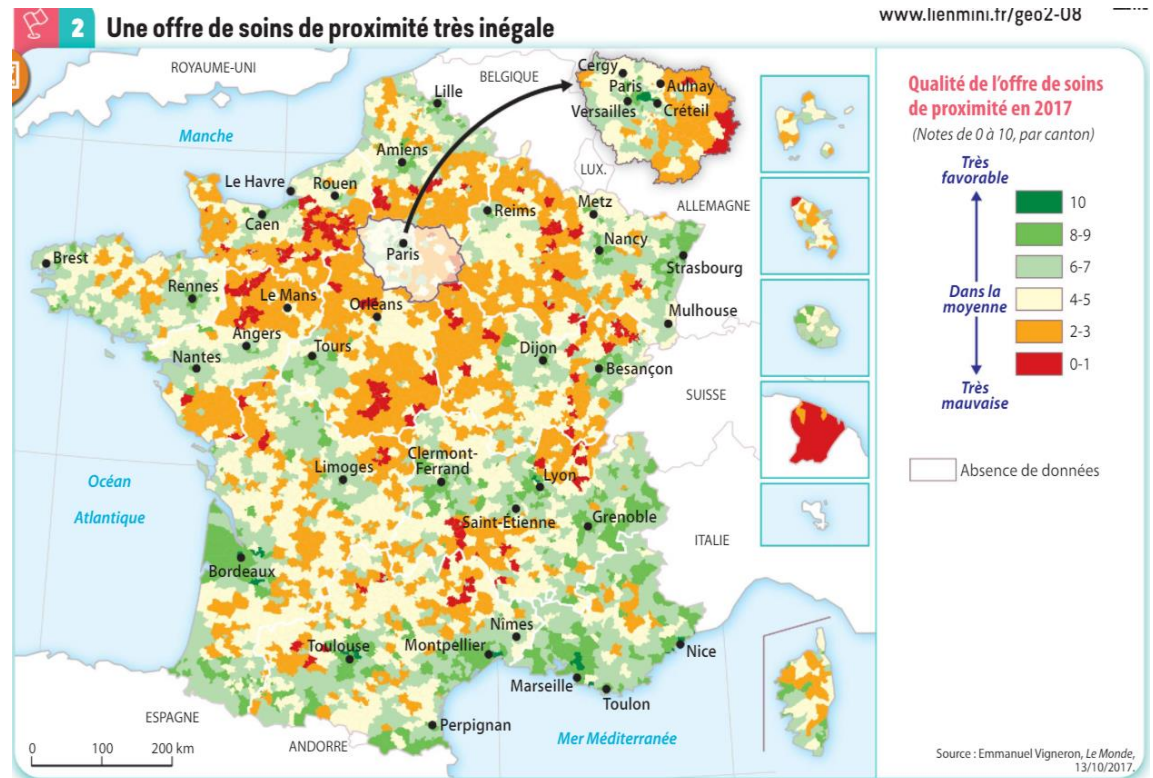 www.lienmini.fr/geo2-08
2 Une offre de soins de proximité très inégale
ROYAUME-UNI
BELGIQUE
Cergy
Paris
Aulnay
Versailles
Créteil
Lille
Manche
Amiens
LUX.
Le Havre
Rouen
Caen
Reims
Metz
ALLEMAGNE
Nancy
Paris
Strasbourg
Brest
Rennes
Le Mans
Orléans
Mulhouse
Angers
Tours
Dijon
Nantes
Besançon
SUISSE
Limoges
Clermont-
Ferrand
Lyon
Océan
Atlantique
Saint-Étienne
Grenoble
ITALIE
Bordeaux
Nîmes
Toulouse
Montpellier
Nice
Marseille
Toulon
ESPAGNE
Perpignan
ANDORRE
Mer Méditerranée
0 100 200 km
Qualité de l'offre de soins
de proximité en 2017
(Notes de 0 à 10, par canton)
Très
favorable
10
8-9
6-7
Dans la
moyenne
4-5
2-3
0-1
Très
mauvaise
Absence de données
Source : Emmanuel Vigneron, Le Monde,
13/10/2017.